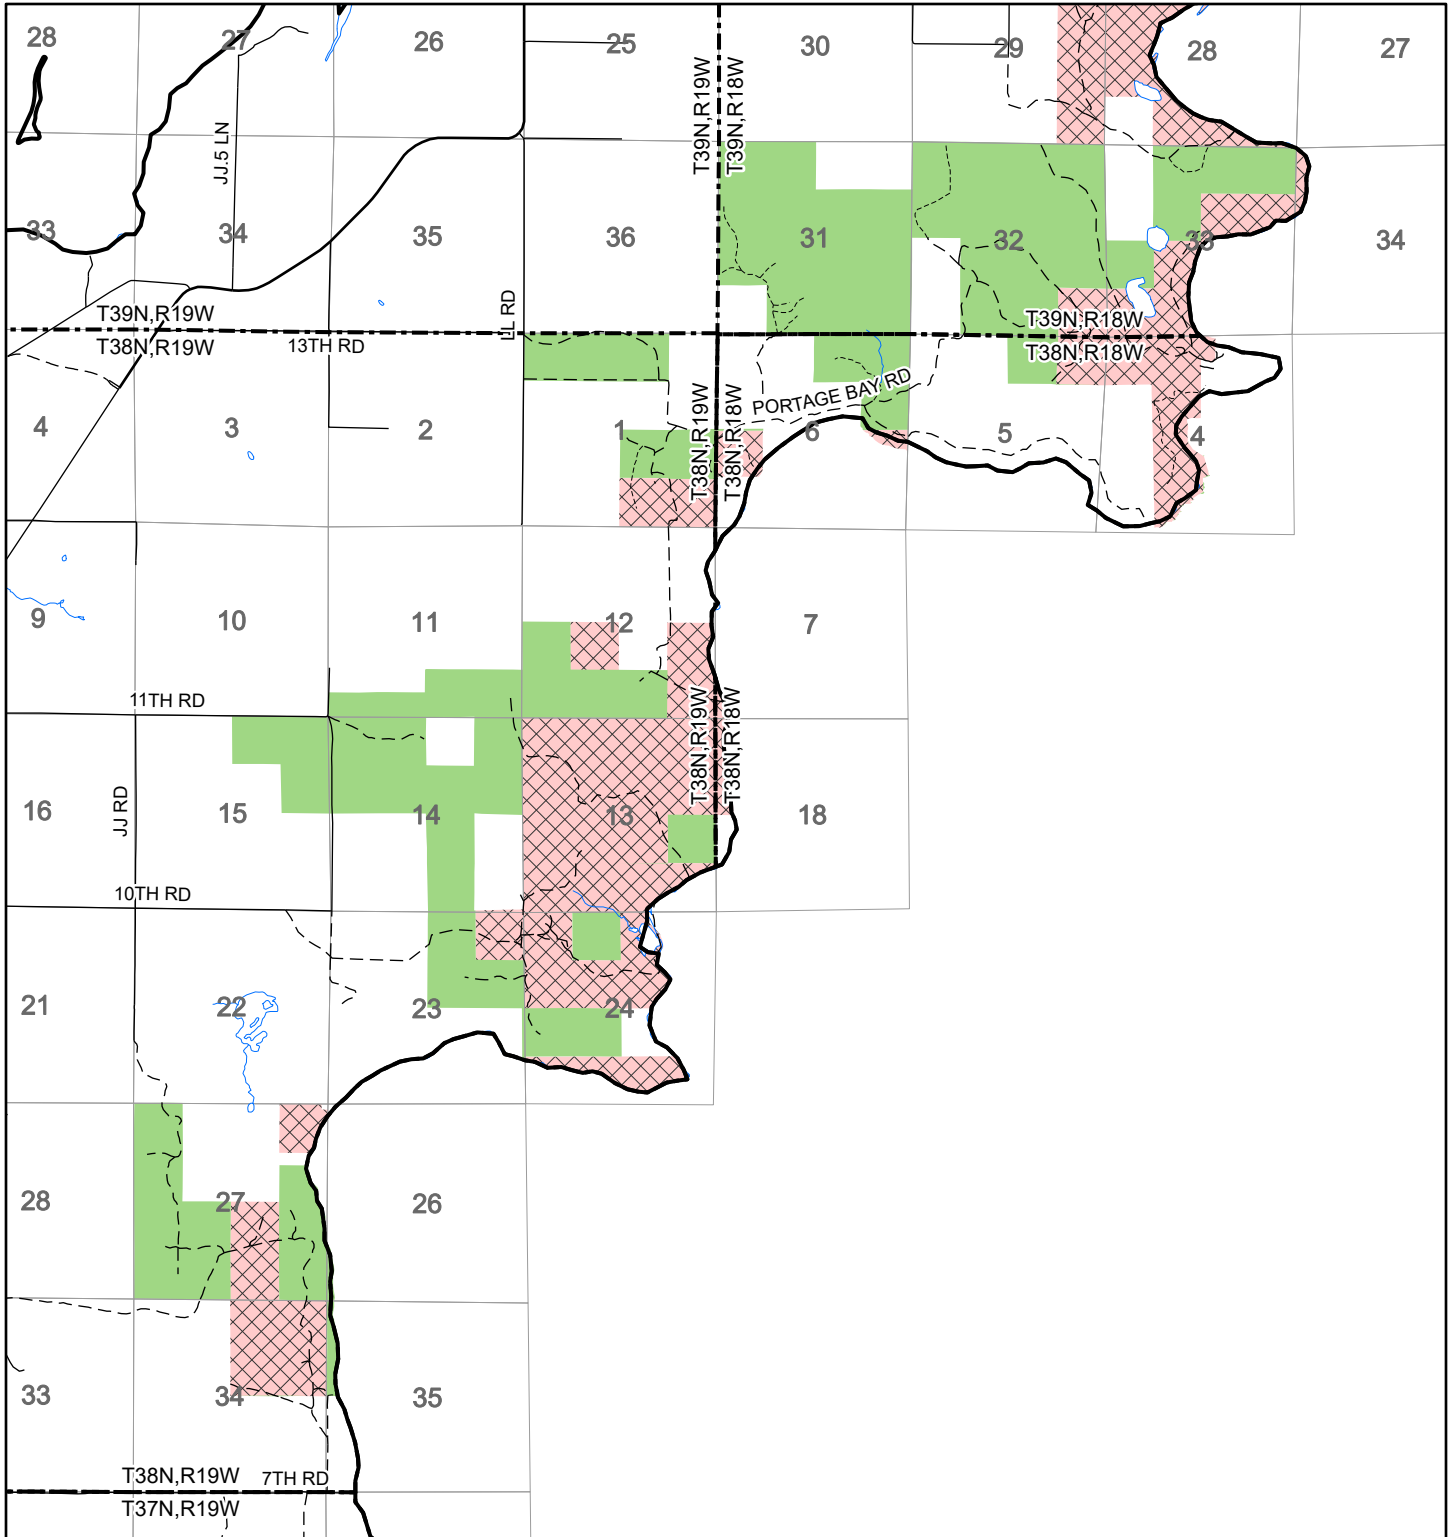 28
27
26
25
30
29
28
27
T39N,R19W
T39N,R18W
JJ.5 LN
33
34
35
36
31
32
33
34
LL RD
T39N,R19W
T38N,R19W
13TH RD
T39N,R18W
T38N,R18W
PORTAGE BAY RD
T38N,R19W
T38N,R18W
4
3
2
1
6
5
4
9
10
11
12
7
11TH RD
T38N,R19W
T38N,R18W
JJ RD
16
15
14
13
18
10TH RD
21
22
23
24
28
27
26
33
34
35
T38N,R19W
7TH RD
T37N,R19W